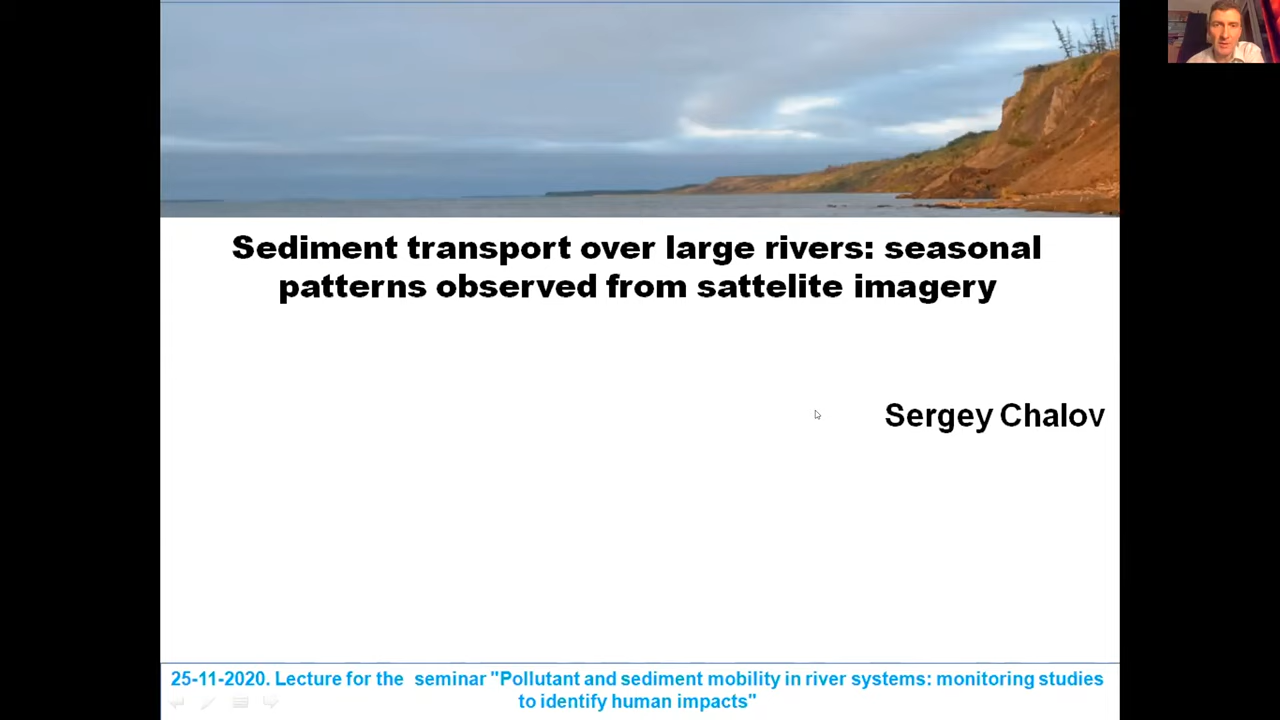 Sediment transport over large rivers: seasonal
patterns observed from sattelite imagery
Sergey Chalov
25-11-2020. Lecture for the seminar "Pollutant and sediment mobility in river systems: monitoring studies
to identify human impacts"